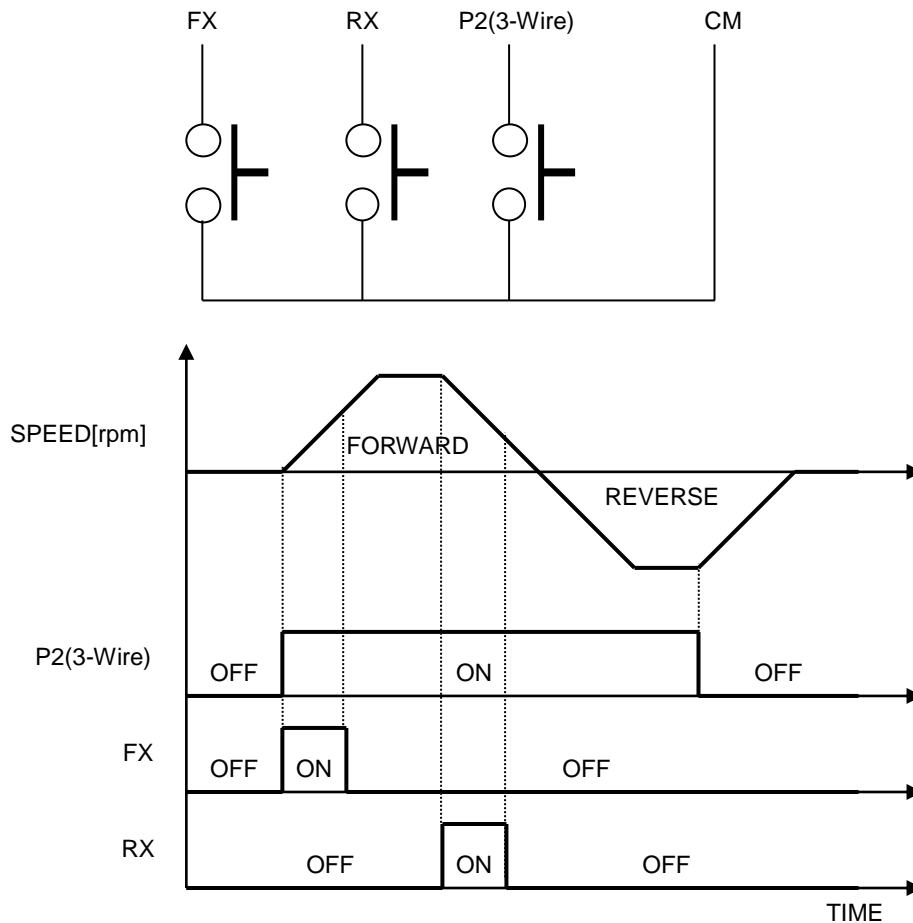 FX RX P2(3-Wire) CM
SPEED[rpm]
FORWARD
REVERSE
P2(3-Wire)
OFF ON OFF
FX
OFF ON OFF
RX
OFF ON OFF
TIME